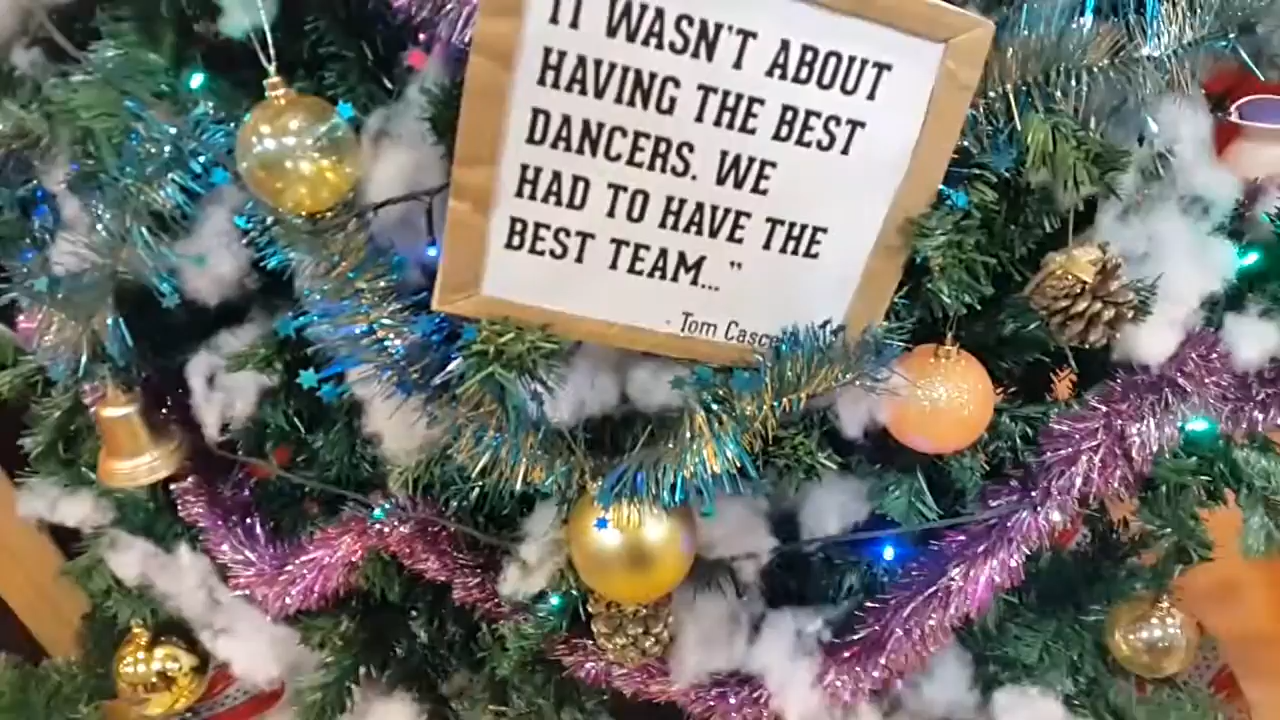 IT WASN'T ABOUT
HAVING THE BEST
DANCERS. WE
HAD TO HAVE THE
BEST TEAM..."
- Tom